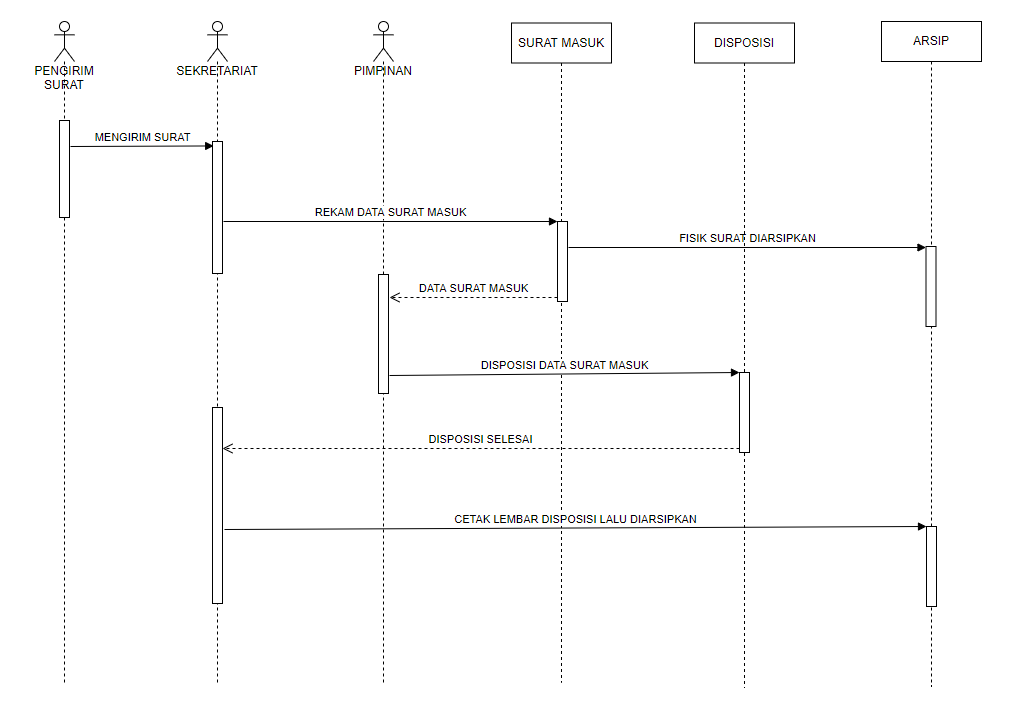 PENGIRIM
SURAT
SEKRETARIAT
PIMPINAN
SURAT MASUK
DISPOSISI
ARSIP
MENGIRIM SURAT
REKAM DATA SURAT MASUK
FISIK SURAT DIARSIPKAN
DATA SURAT MASUK
DISPOSISI DATA SURAT MASUK
DISPOSISI SELESAI
CETAK LEMBAR DISPOSISI LALU DIARSIPKAN